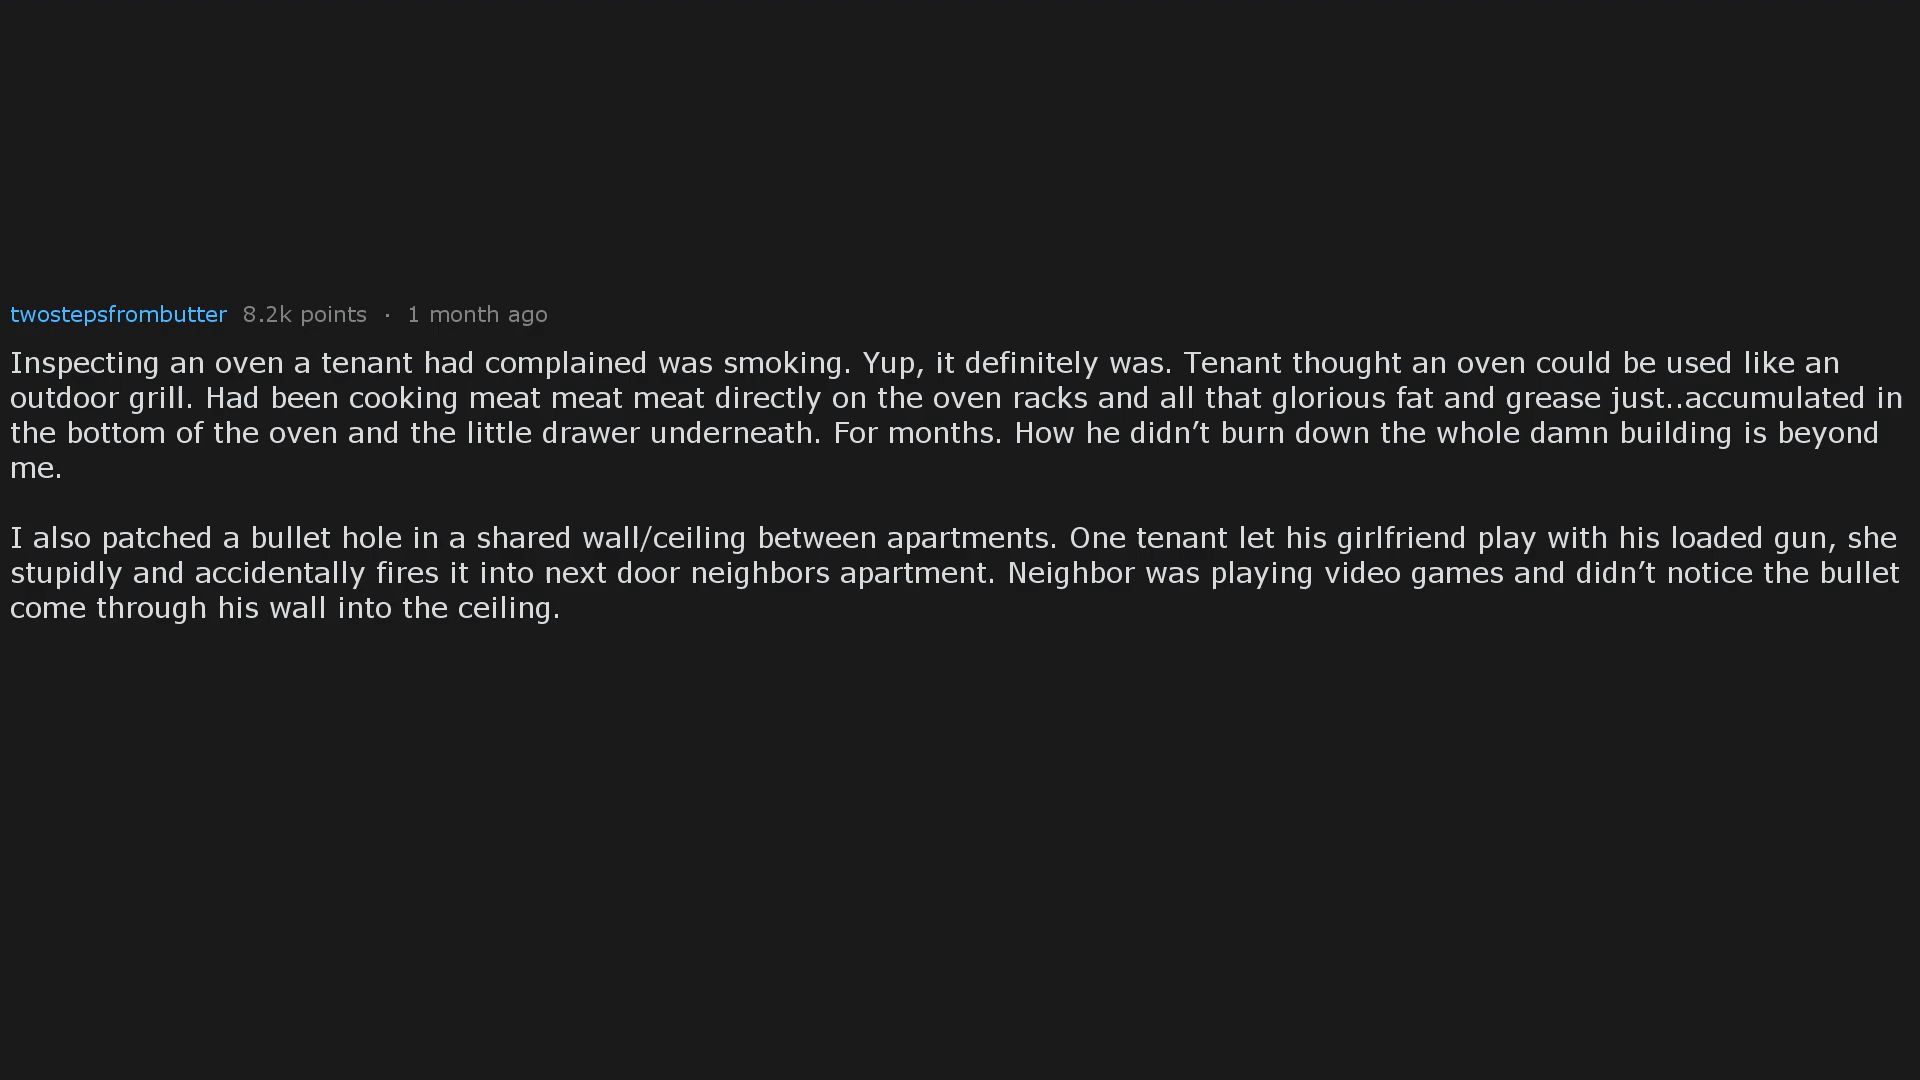 twostepsfrombutter 8.2k points · 1 month ago
Inspecting an oven a tenant had complained was smoking. Yup, it definitely was. Tenant thought an oven could be used like an
outdoor grill. Had been cooking meat meat meat directly on the oven racks and all that glorious fat and grease just..accumulated in
the bottom of the oven and the little drawer underneath. For months. How he didn’t burn down the whole damn building is beyond
me.
I also patched a bullet hole in a shared wall/ceiling between apartments. One tenant let his girlfriend play with his loaded gun, she
stupidly and accidentally fires it into next door neighbors apartment. Neighbor was playing video games and didn’t notice the bullet
come through his wall into the ceiling.